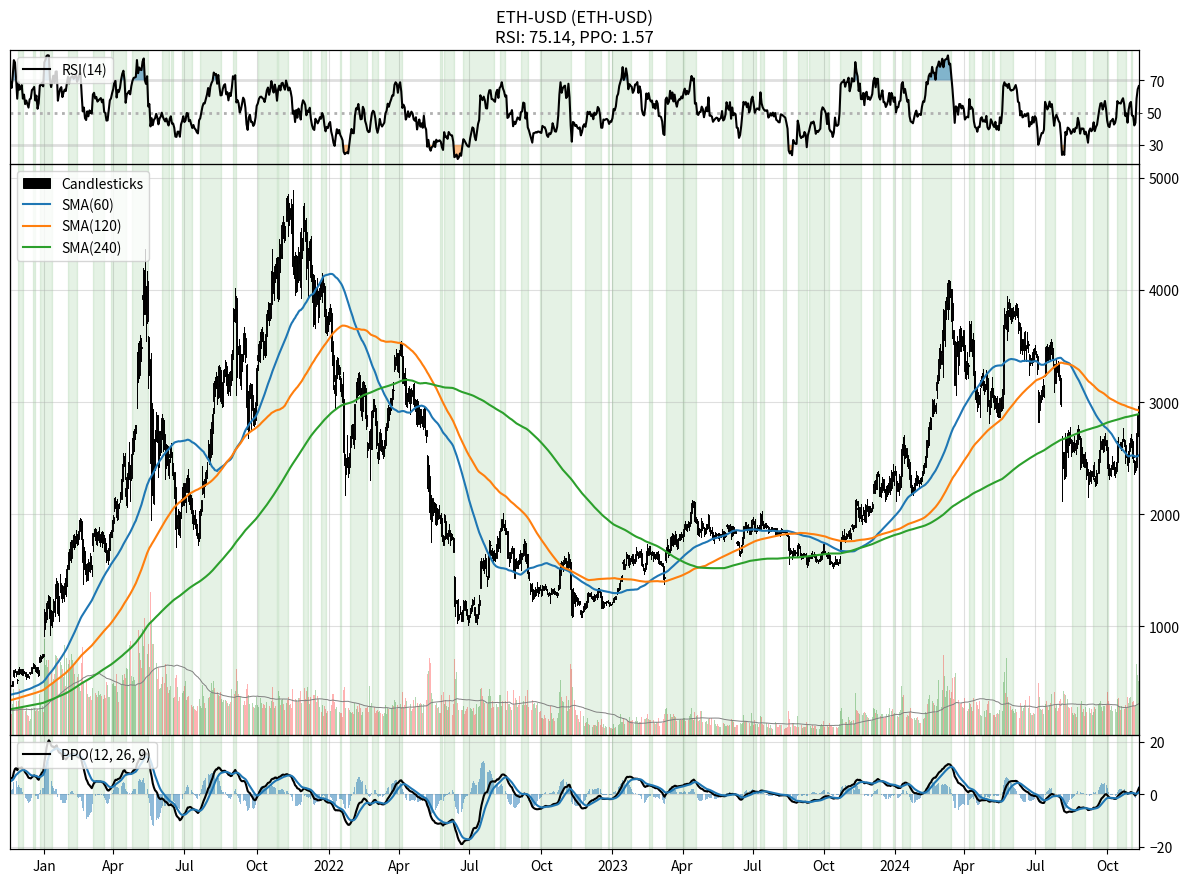 ETH-USD (ETH-USD)
RSI: 75.14, PPO: 1.57
RSI(14)
70
50
30
Candlesticks
SMA(60)
SMA(120)
SMA(240)
5000
4000
3000
2000
1000
PPO(12, 26, 9)
20
0
−20
Jan Apr Jul Oct 2022 Apr Jul Oct 2023 Apr Jul Oct 2024 Apr Jul Oct